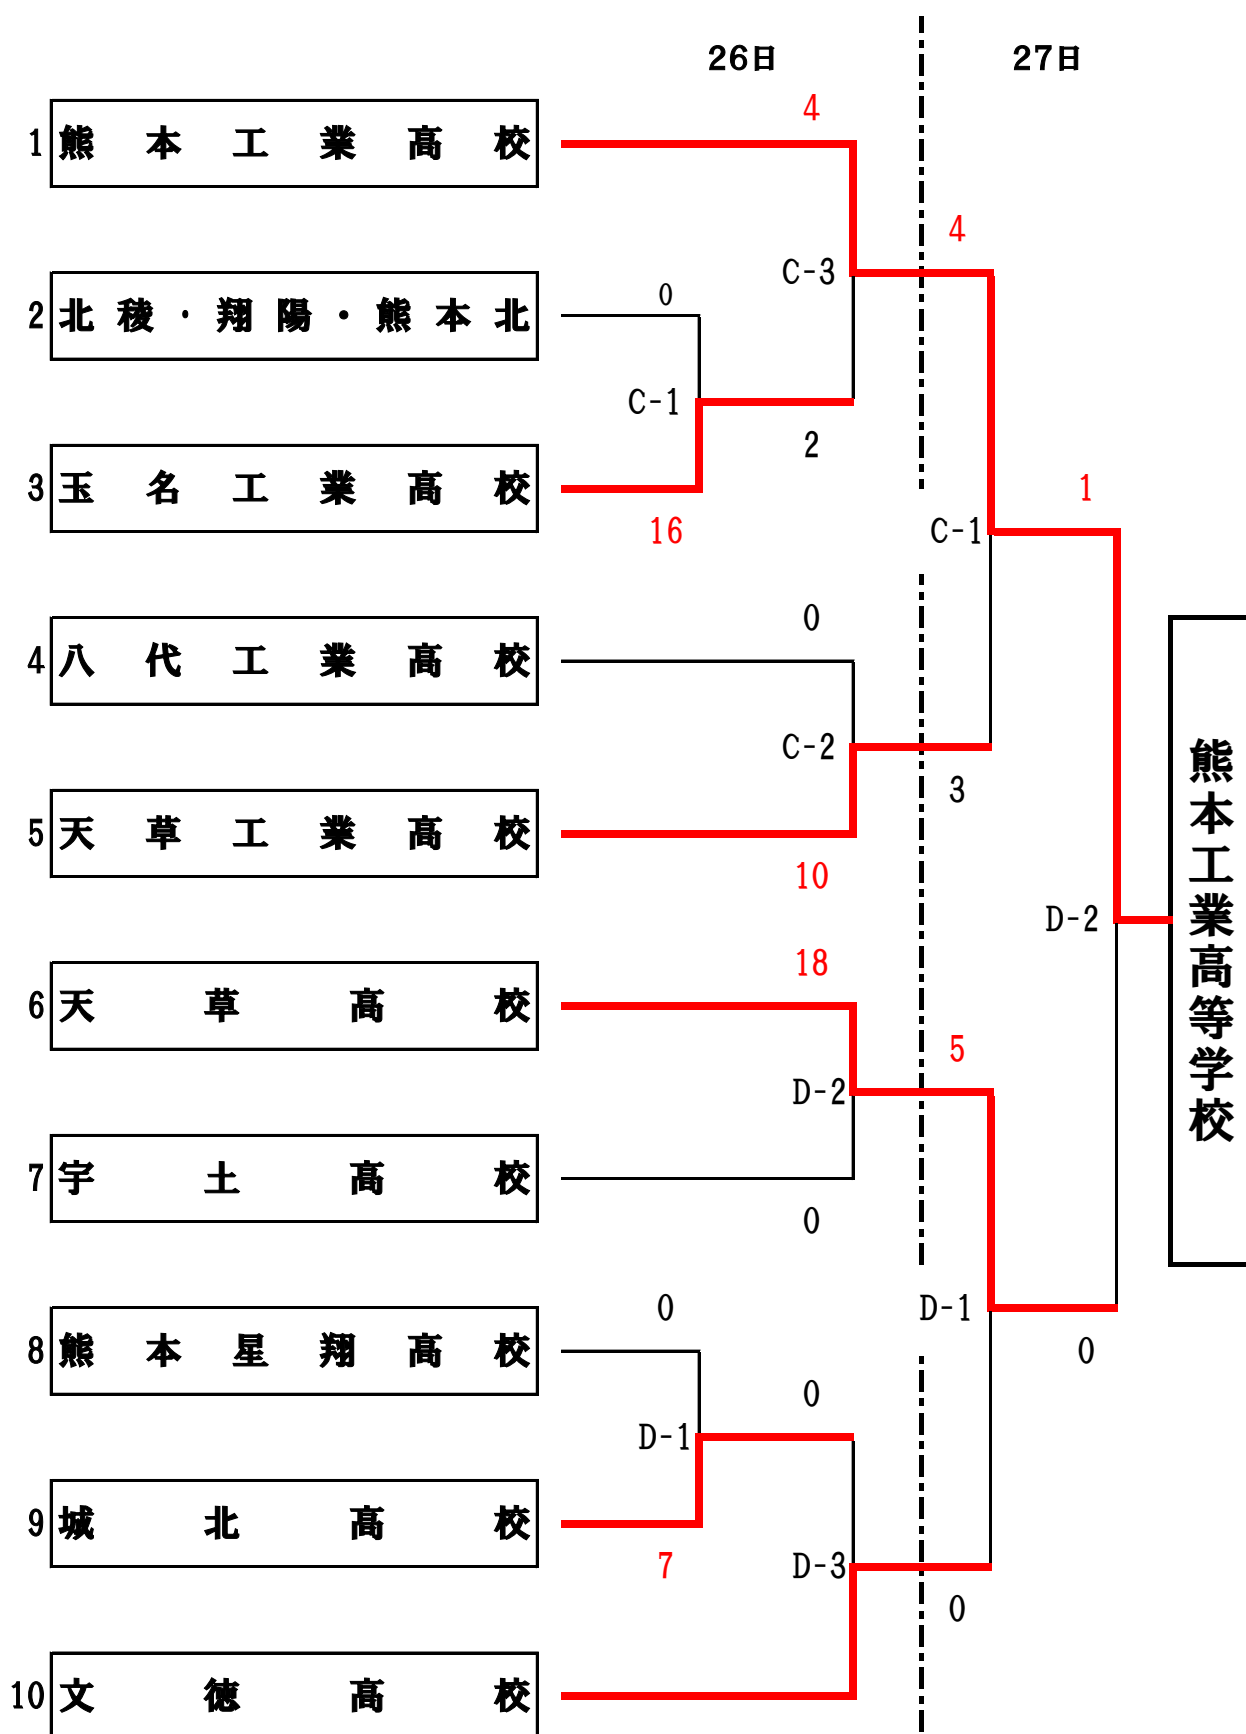 26日 27日
4
1 熊本工業高校
4
C-3
0
2 北稜・翔陽・熊本北
C-1
2
3 玉名工業高校
1
16
C-1
0
4 八代工業高校
C-2
3
5 天草工業高校
10
D-2
18
6 天草高校
5
D-2
7 宇土高校
0
熊本工業高等学校
0
D-1
8 熊本星翔高校
0
0
D-1
9 城北高校
7
D-3
0
10 文徳高校